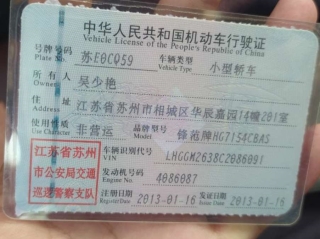 中华人民共和国机动车行驶证
Vehicle License of the People's Republic of China
号牌号码 苏E0CQ59 车辆类型 小型轿车
Plate No. Vehicle Type
所有人 吴少艳
Owner
住址 江苏省苏州市相城区华辰嘉园14幢201室
Address
使用性质 非营运 品牌型号 锋范牌HG7154CBAS
Use Character Model
江苏省苏州 车辆识别代号 LHGGM263BC2086091
市公安局交通 VIN
巡逻警察支队 发动机号码 4086087
Engine No.
注册日期 2013-01-16 发证日期 2013-01-16
Register Date Issue Date